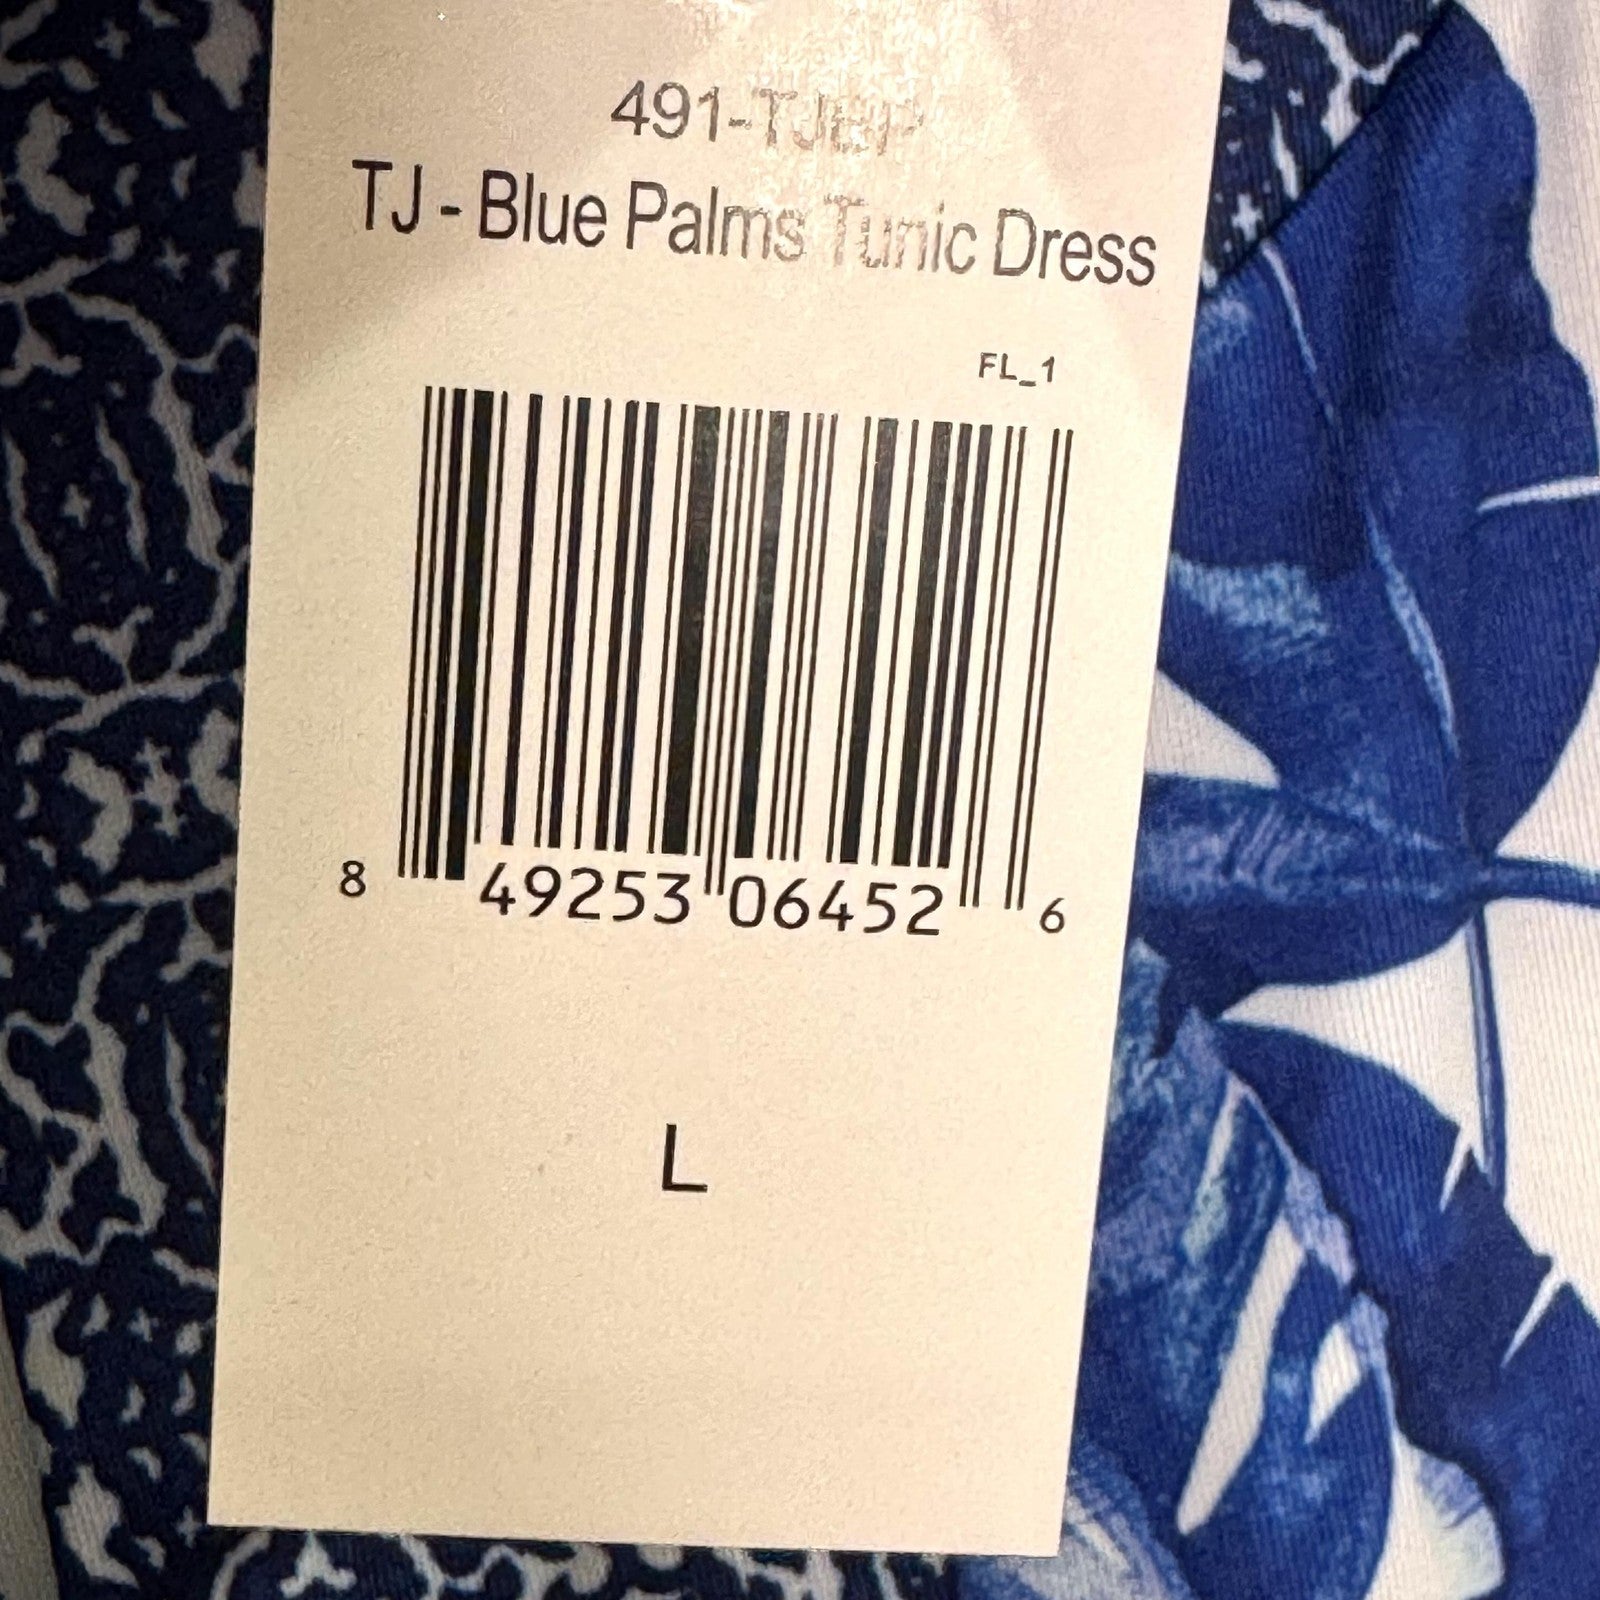 491-TJBP
TJ - Blue Palms Tunic Dress
FL_1
8 49253 06452 6
L